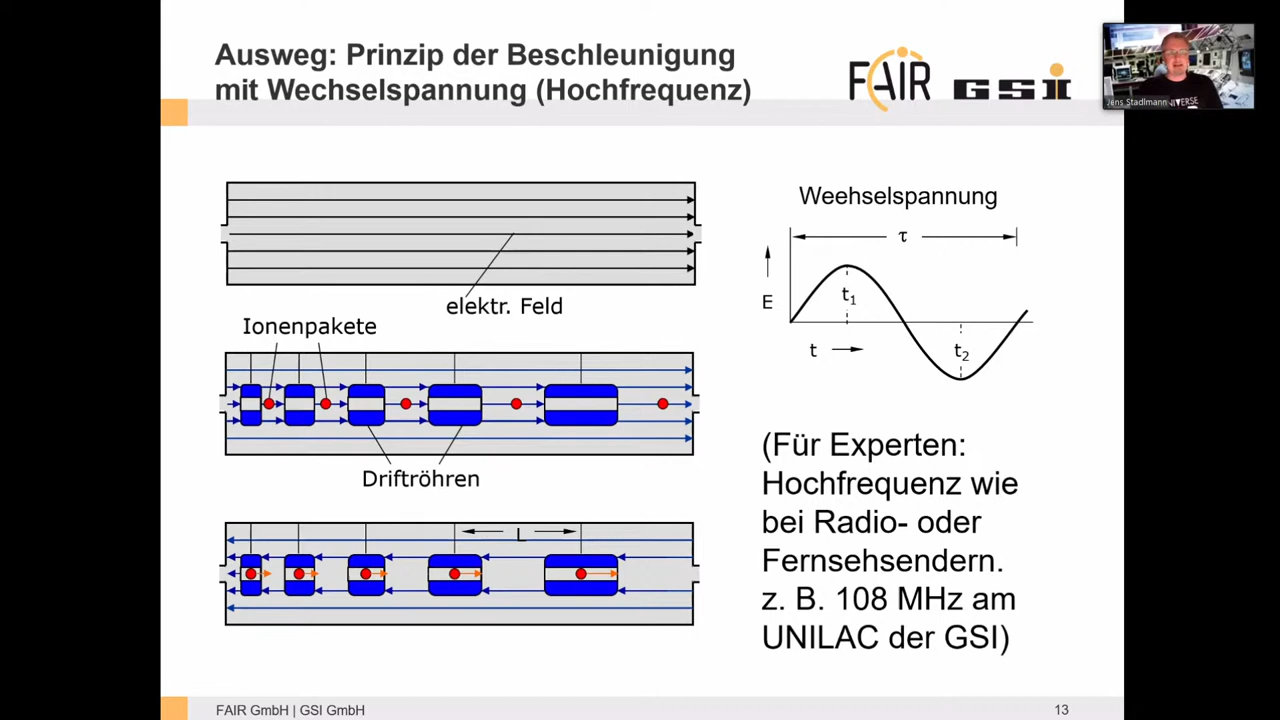 Ausweg: Prinzip der Beschleunigung
mit Wechselspannung (Hochfrequenz)
FAIR GSI
Jens Stadlmann
IVERSE
Weehselspannung
τ
E
t₁
t
t₂
elektr. Feld
Ionenpakete
Driftröhren
L
(Für Experten:
Hochfrequenz wie
bei Radio- oder
Fernsehsendern.
z. B. 108 MHz am
UNILAC der GSI)
FAIR GmbH | GSI GmbH
13